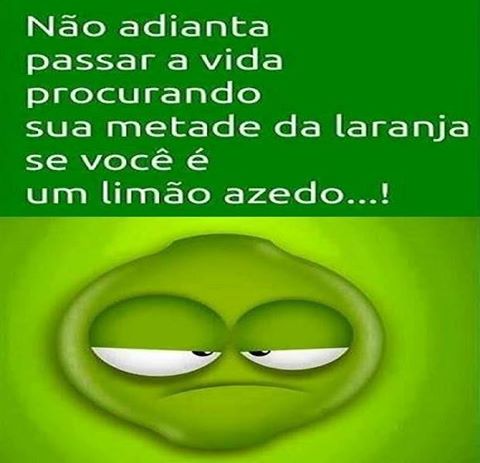 Não adianta
passar a vida
procurando
sua metade da laranja
se você é
um limão azedo...!